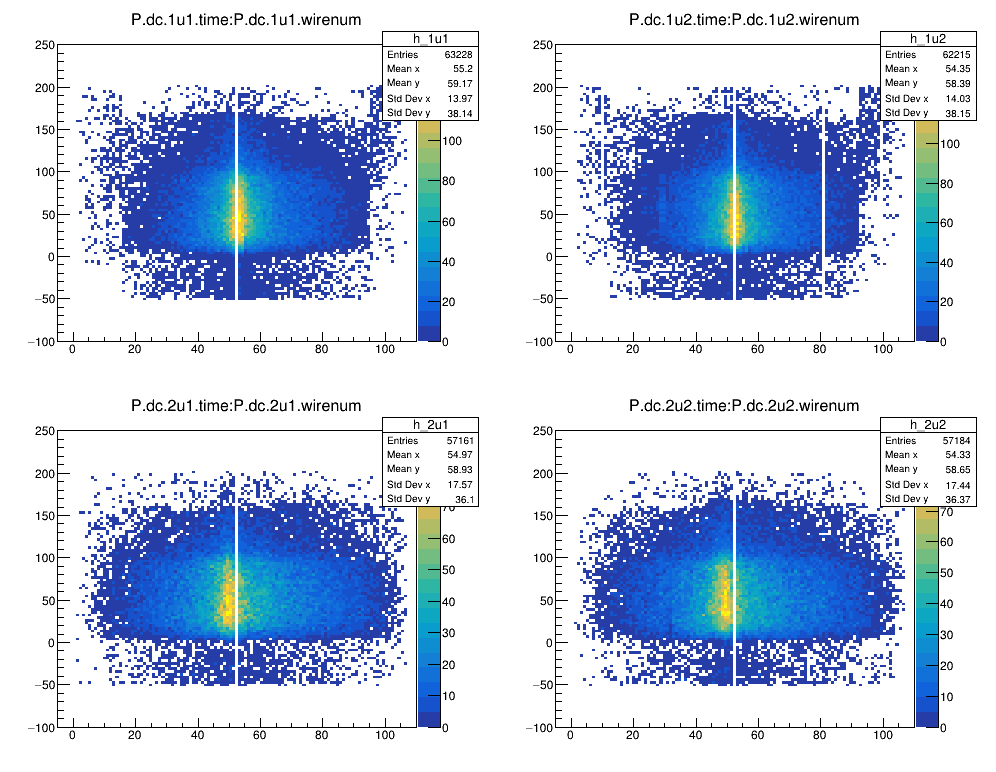 P.dc.1u1.time:P.dc.1u1.wirenum
h_1u1
Entries 63228
Mean x 55.2
Mean y 59.17
Std Dev x 13.97
Std Dev y 38.14
250
200
150
100
50
0
−50
−100
0 20 40 60 80 100
100
80
60
40
20
0
P.dc.1u2.time:P.dc.1u2.wirenum
h_1u2
Entries 62215
Mean x 54.35
Mean y 58.39
Std Dev x 14.03
Std Dev y 38.15
250
200
150
100
50
0
−50
−100
0 20 40 60 80 100
100
80
60
40
20
0
P.dc.2u1.time:P.dc.2u1.wirenum
h_2u1
Entries 57161
Mean x 54.97
Mean y 58.93
Std Dev x 17.57
Std Dev y 36.1
250
200
150
100
50
0
−50
−100
0 20 40 60 80 100
70
60
50
40
30
20
10
0
P.dc.2u2.time:P.dc.2u2.wirenum
h_2u2
Entries 57184
Mean x 54.33
Mean y 58.65
Std Dev x 17.44
Std Dev y 36.37
250
200
150
100
50
0
−50
−100
0 20 40 60 80 100
70
60
50
40
30
20
10
0